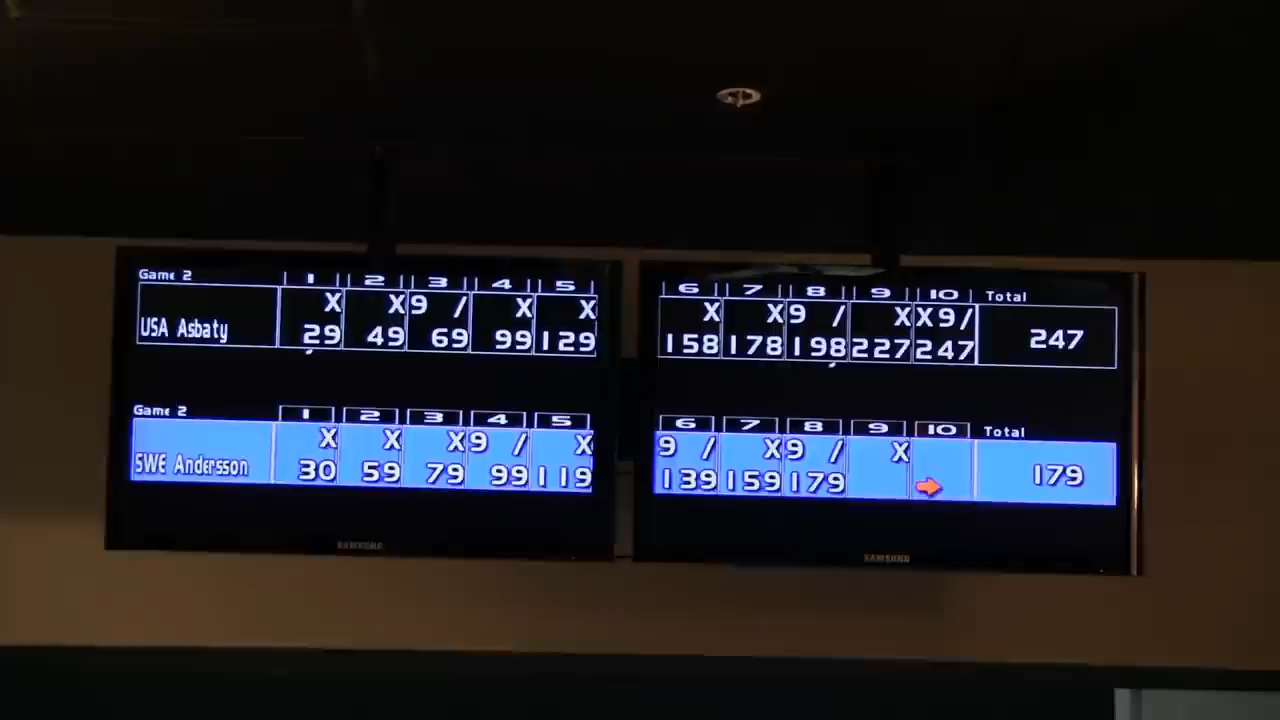 Game 2 1 2 3 4 5
USA Asbaty X X 9 / X X
29 49 69 99 129
6 7 8 9 10 Total
X X 9 / X X 9 /
158 178 198 227 247 247
Game 2 1 2 3 4 5
SWE Andersson X X X 9 / X
30 59 79 99 119
6 7 8 9 10 Total
9 / X 9 / X
139 159 179 179
SAMSUNG
SAMSUNG